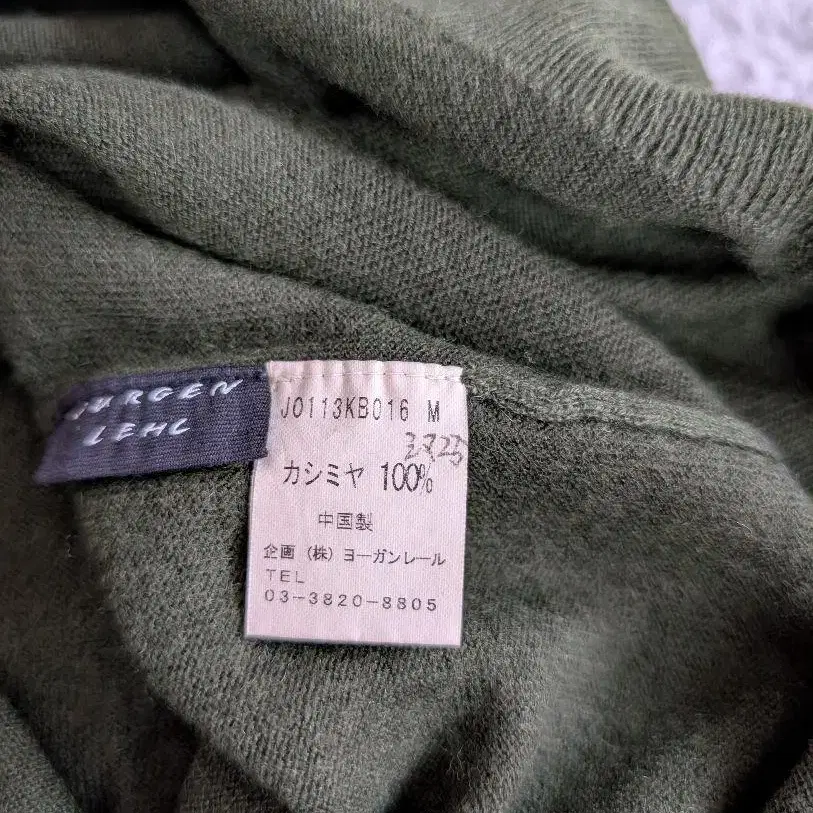 JURGEN
LEHL
J0113KB016 M
カシミヤ 100%
中国製
企画 (株) ヨーガンレール
TEL
03-3820-8805